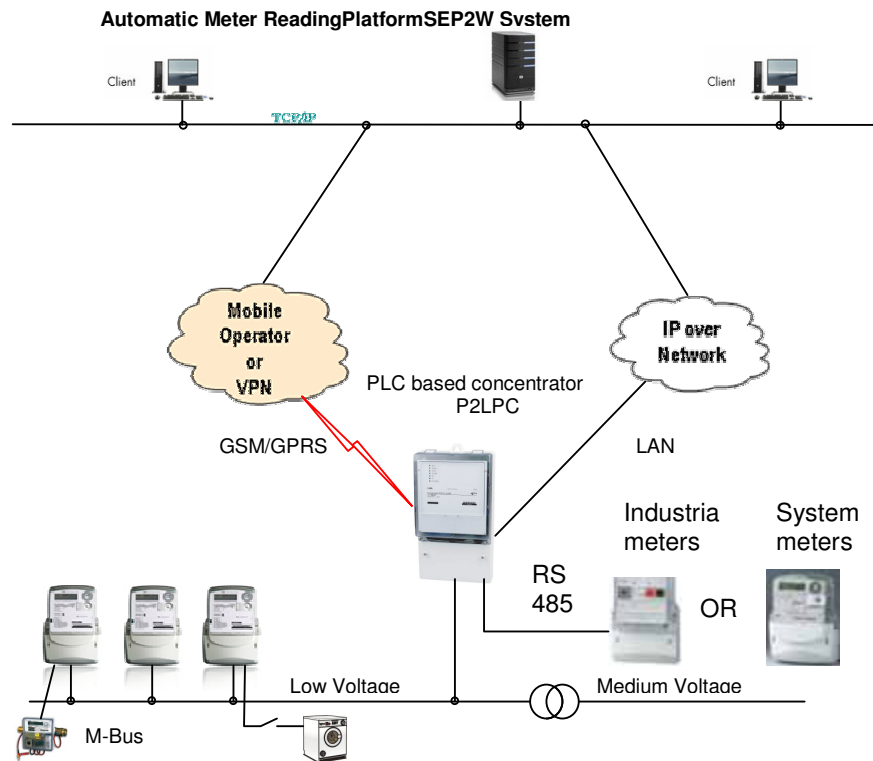 Automatic Meter ReadingPlatformSEP2W System
Client
Client
TCP/IP
Mobile
Operator
or
VPN
IP over
Network
PLC based concentrator
P2LPC
GSM/GPRS
LAN
Industria
meters
System
meters
RS
485
OR
Low Voltage
Medium Voltage
M-Bus